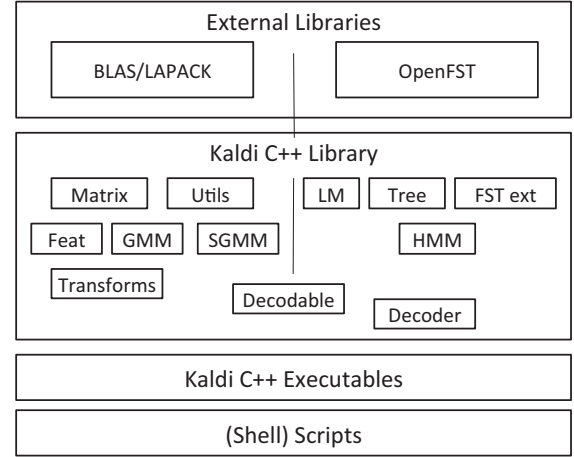 External Libraries
BLAS/LAPACK
OpenFST
Kaldi C++ Library
Matrix
Utils
LM
Tree
FST ext
Feat
GMM
SGMM
HMM
Transforms
Decodable
Decoder
Kaldi C++ Executables
(Shell) Scripts